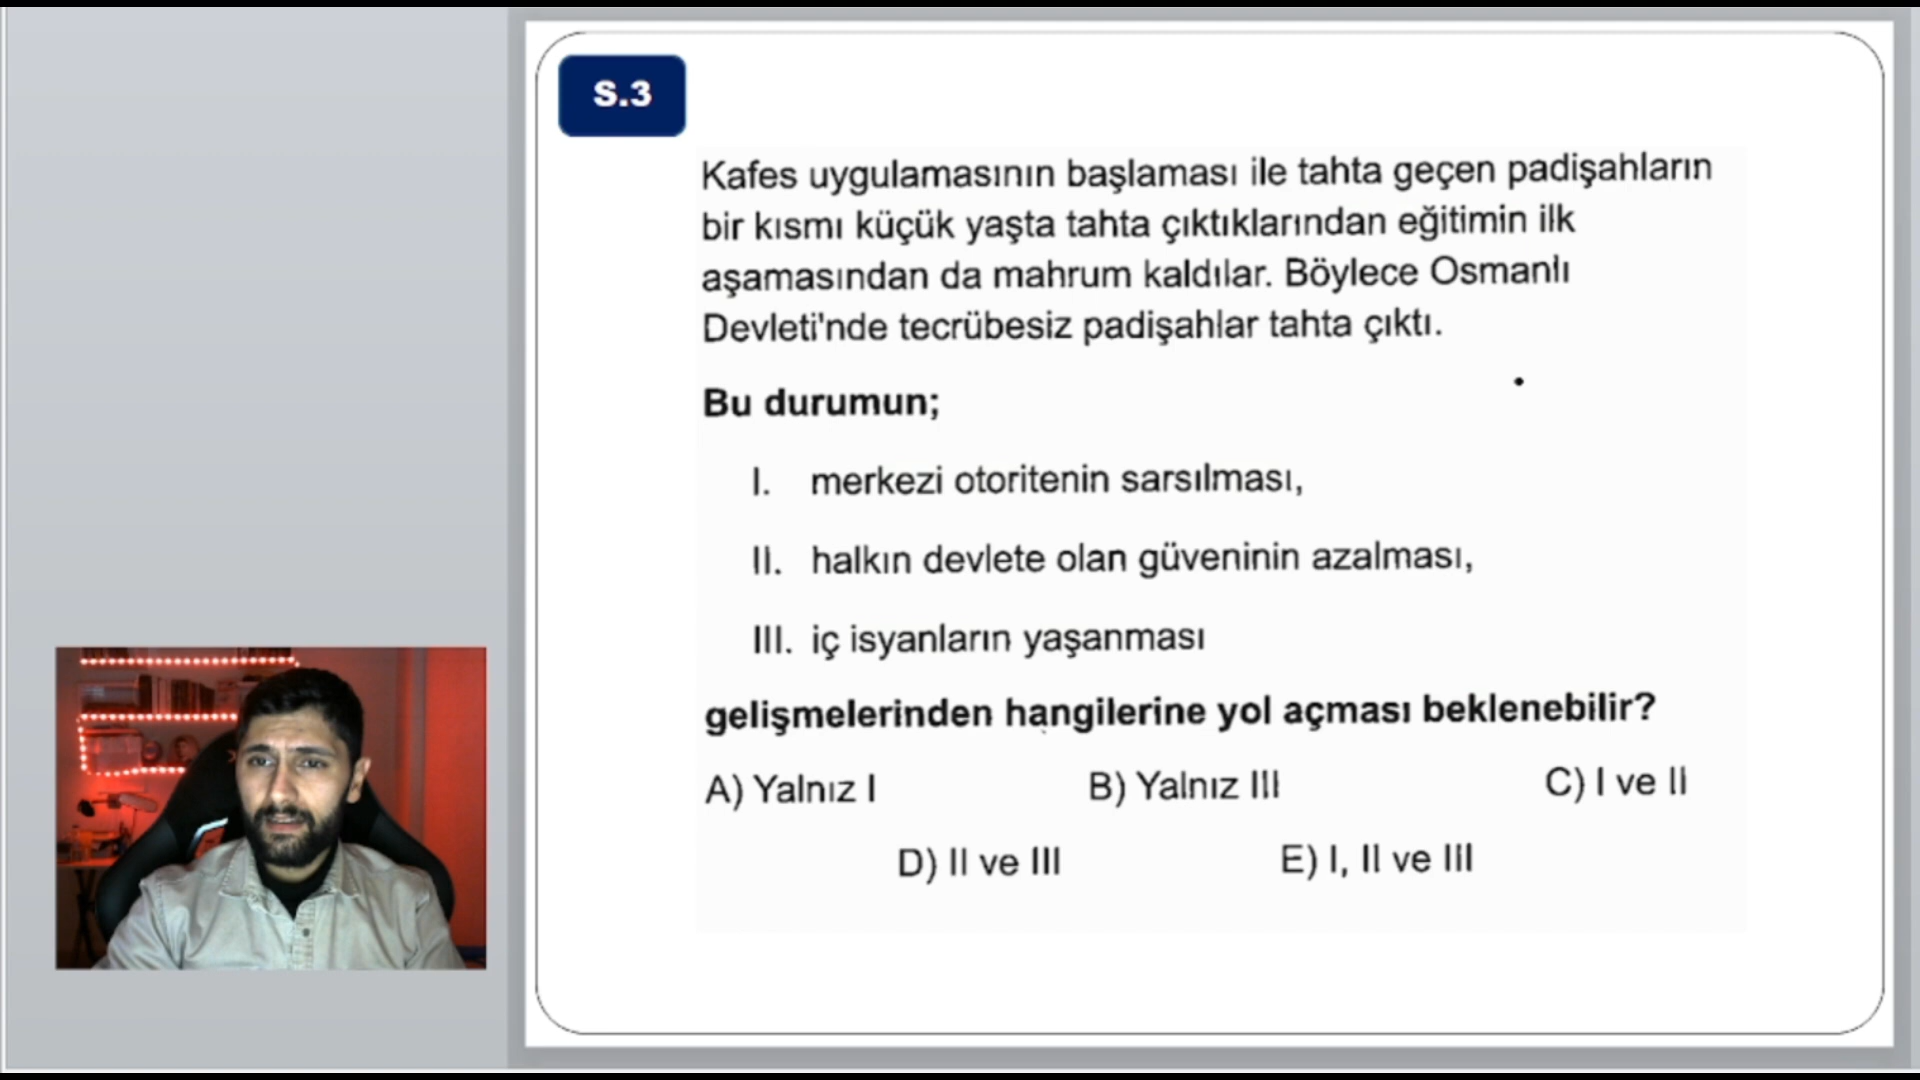 S.3
Kafes uygulamasının başlaması ile tahta geçen padişahların
bir kısmı küçük yaşta tahta çıktıklarından eğitimin ilk
aşamasından da mahrum kaldılar. Böylece Osmanlı
Devleti'nde tecrübesiz padişahlar tahta çıktı.
Bu durumun;
I. merkezi otoritenin sarsılması,
II. halkın devlete olan güveninin azalması,
III. iç isyanların yaşanması
gelişmelerinden hangilerine yol açması beklenebilir?
A) Yalnız I B) Yalnız III C) I ve II
D) II ve III E) I, II ve III